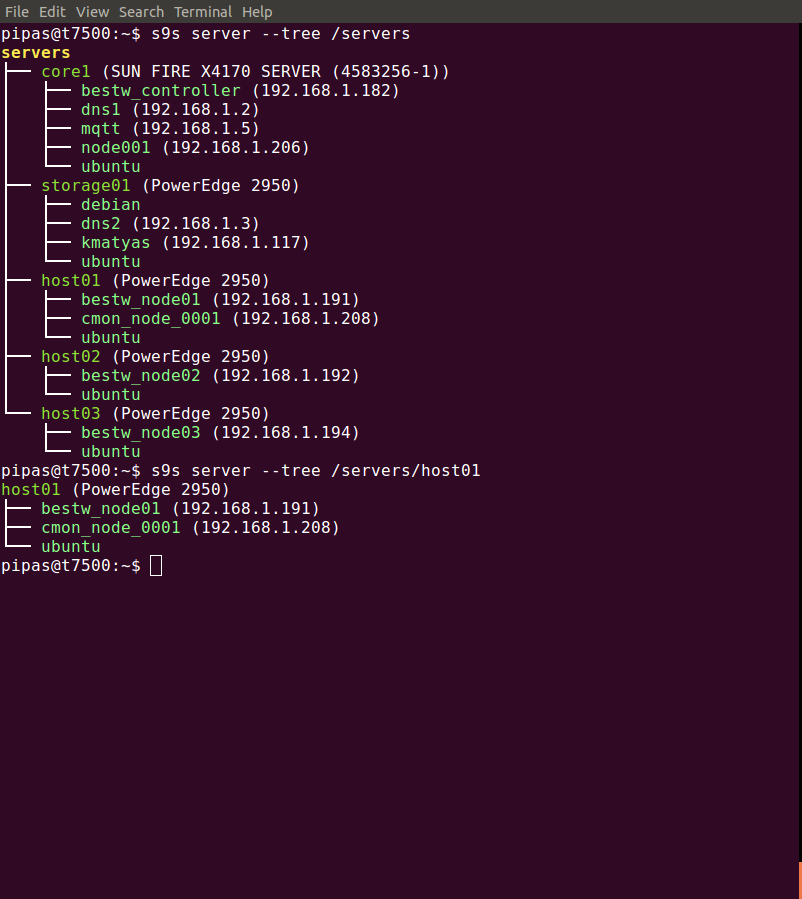 File Edit View Search Terminal Help
pipas@t7500:~$ s9s server --tree /servers
servers
├── core1 (SUN FIRE X4170 SERVER (4583256-1))
│   ├── bestw_controller (192.168.1.182)
│   ├── dns1 (192.168.1.2)
│   ├── mqtt (192.168.1.5)
│   ├── node001 (192.168.1.206)
│   └── ubuntu
├── storage01 (PowerEdge 2950)
│   ├── debian
│   ├── dns2 (192.168.1.3)
│   ├── kmatyas (192.168.1.117)
│   └── ubuntu
├── host01 (PowerEdge 2950)
│   ├── bestw_node01 (192.168.1.191)
│   ├── cmon_node_0001 (192.168.1.208)
│   └── ubuntu
├── host02 (PowerEdge 2950)
│   ├── bestw_node02 (192.168.1.192)
│   └── ubuntu
└── host03 (PowerEdge 2950)
    ├── bestw_node03 (192.168.1.194)
    └── ubuntu
pipas@t7500:~$ s9s server --tree /servers/host01
host01 (PowerEdge 2950)
├── bestw_node01 (192.168.1.191)
├── cmon_node_0001 (192.168.1.208)
└── ubuntu
pipas@t7500:~$